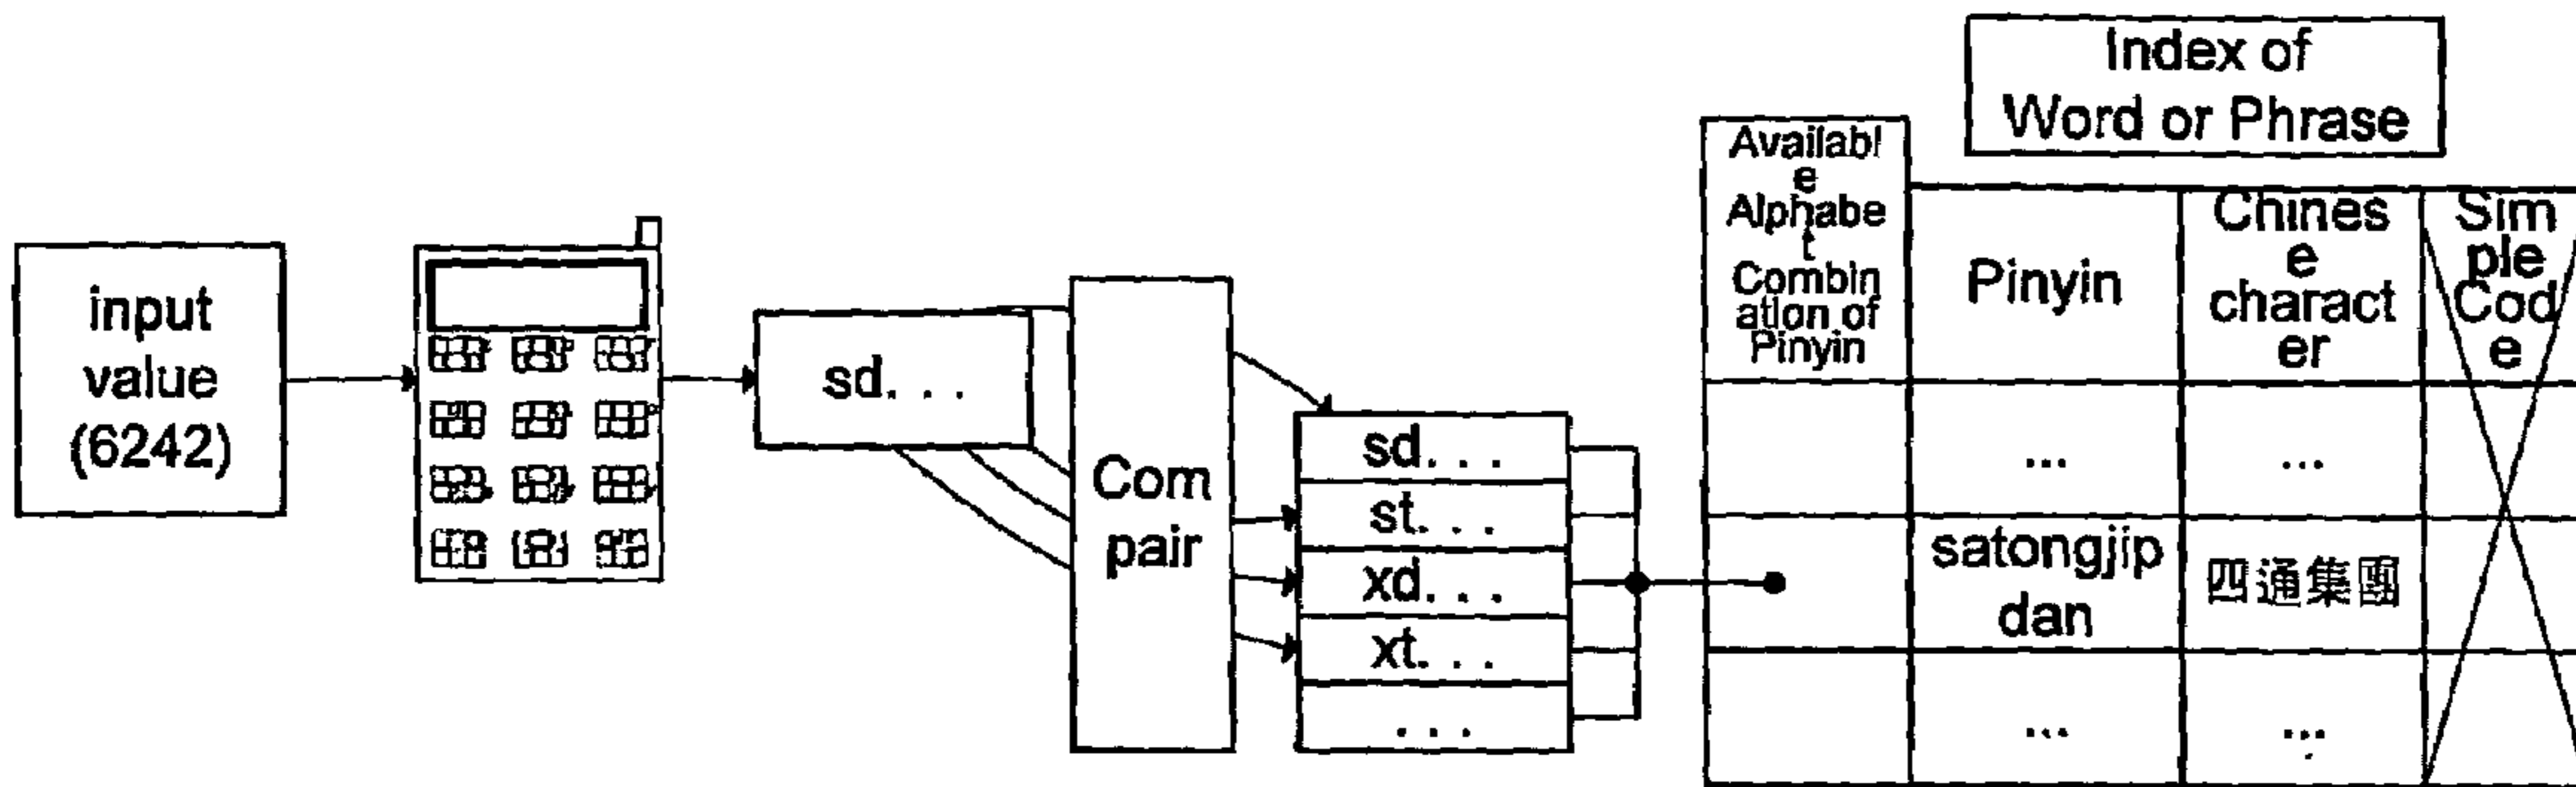 input
value
(6242)
sd. . .
Com
pair
sd. . .
st. . .
xd. . .
xt. . .
. . .
Index of
Word or Phrase
Availabl
e
Alphabe
t
Combin
ation of
Pinyin
Pinyin
Chines
e
charact
er
Sim
ple
Cod
e
...
...
satongjip
dan
四通集團
...
...